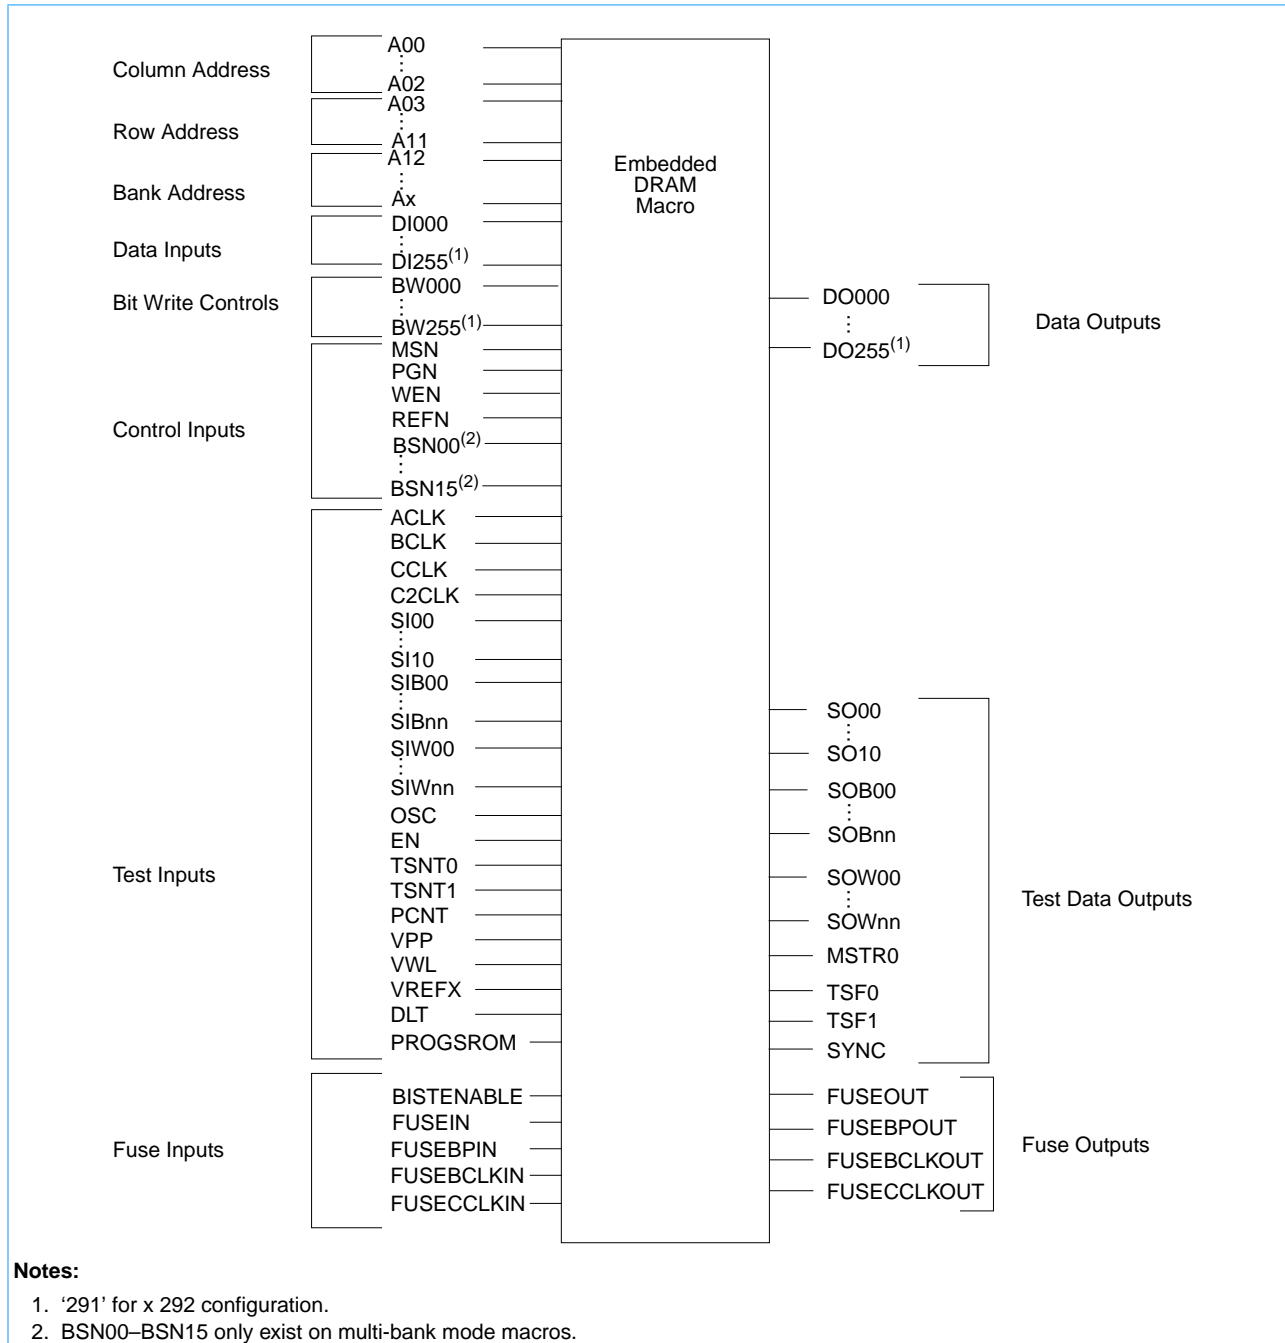 Column Address
A00
A02
Row Address
A03
A11
Bank Address
A12
Ax
Data Inputs
DI000
DI255(1)
Bit Write Controls
BW000
BW255(1)
Control Inputs
MSN
PGN
WEN
REFN
BSN00(2)
BSN15(2)
Test Inputs
ACLK
BCLK
CCLK
C2CLK
SI00
SI10
SIB00
SIBnn
SIW00
SIWnn
OSC
EN
TSNT0
TSNT1
PCNT
VPP
VWL
VREFX
DLT
PROGSROM
Fuse Inputs
BISTENABLE
FUSEIN
FUSEBPIN
FUSEBCLKIN
FUSECCLKIN
Embedded
DRAM
Macro
DO000
DO255(1)
Data Outputs
SO00
SO10
SOB00
SOBnn
SOW00
SOWnn
MSTR0
TSF0
TSF1
SYNC
Test Data Outputs
FUSEOUT
FUSEBPOUT
FUSEBCLKOUT
FUSECCLKOUT
Fuse Outputs
Notes:
1. ‘291’ for x 292 configuration.
2. BSN00–BSN15 only exist on multi-bank mode macros.